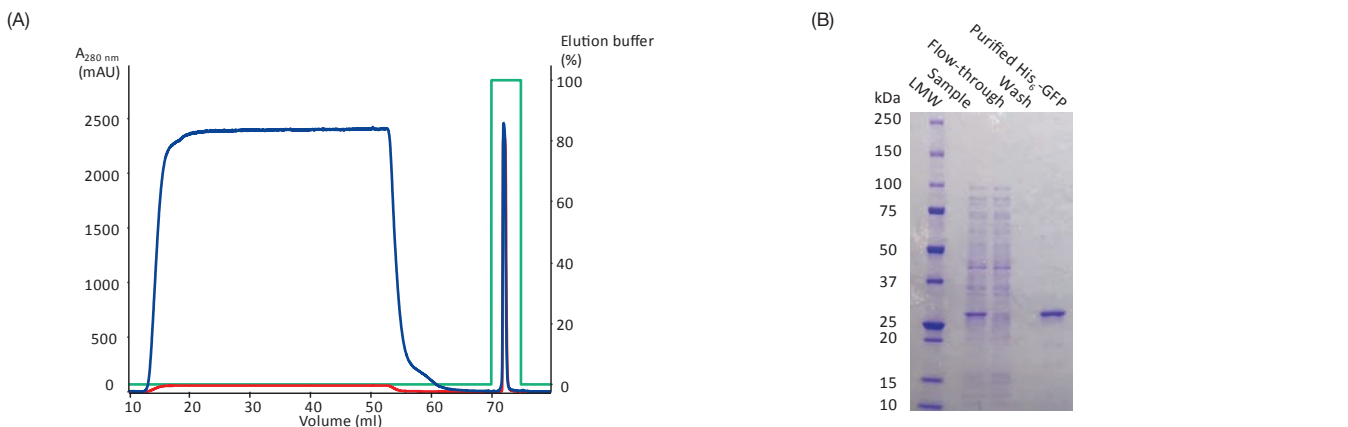 (A)
A280 nm
(mAU)
Elution buffer
(%)
2500
2000
1500
1000
500
0
100
80
60
40
20
0
10 20 30 40 50 60 70
Volume (ml)
(B)
kDa
LMW
Sample
Flow-through
Wash
Purified His6-GFP
250
150
100
75
50
37
25
20
15
10